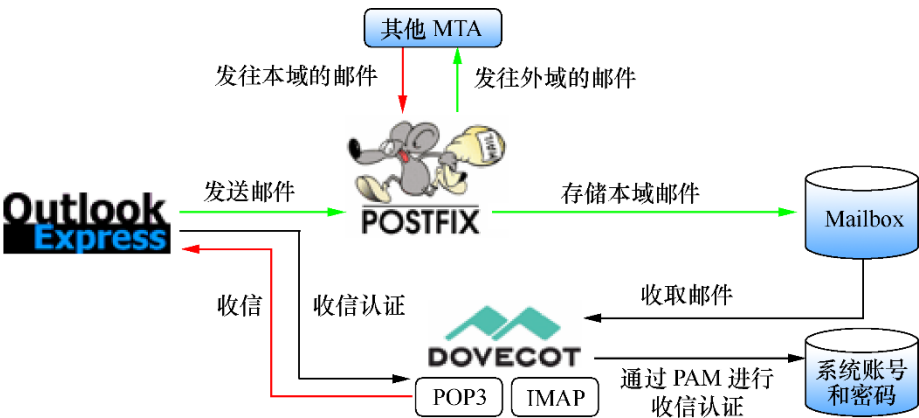 其他 MTA
发往本域的邮件
发往外域的邮件
MAIL
发送邮件
存储本域邮件
Outlook
Express
POSTFIX
Mailbox
收信
收信认证
收取邮件
DOVECOT
POP3
IMAP
通过 PAM 进行
收信认证
系统账号
和密码